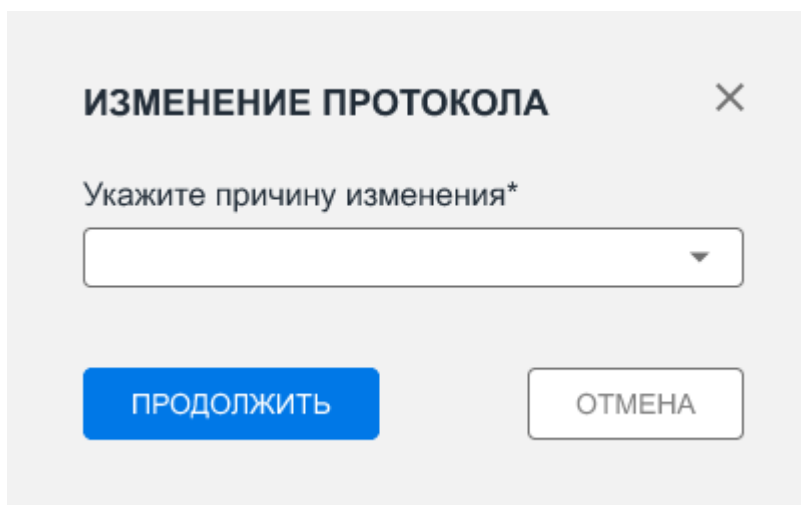 ИЗМЕНЕНИЕ ПРОТОКОЛА
Укажите причину изменения*
ПРОДОЛЖИТЬ
ОТМЕНА